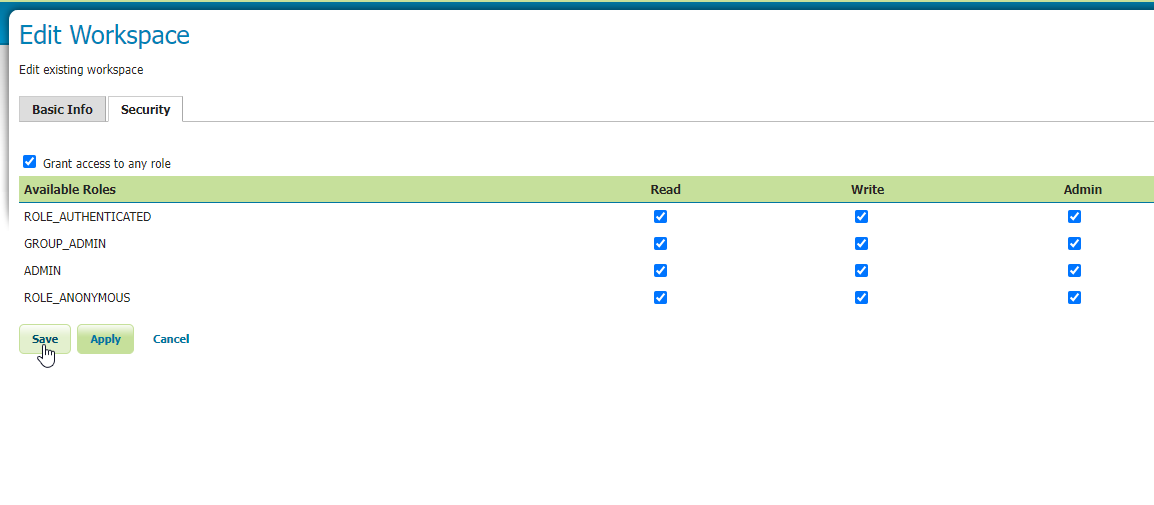 Edit Workspace
Edit existing workspace
Basic Info Security
Grant access to any role
Available Roles Read Write Admin
ROLE_AUTHENTICATED
GROUP_ADMIN
ADMIN
ROLE_ANONYMOUS
Save Apply Cancel